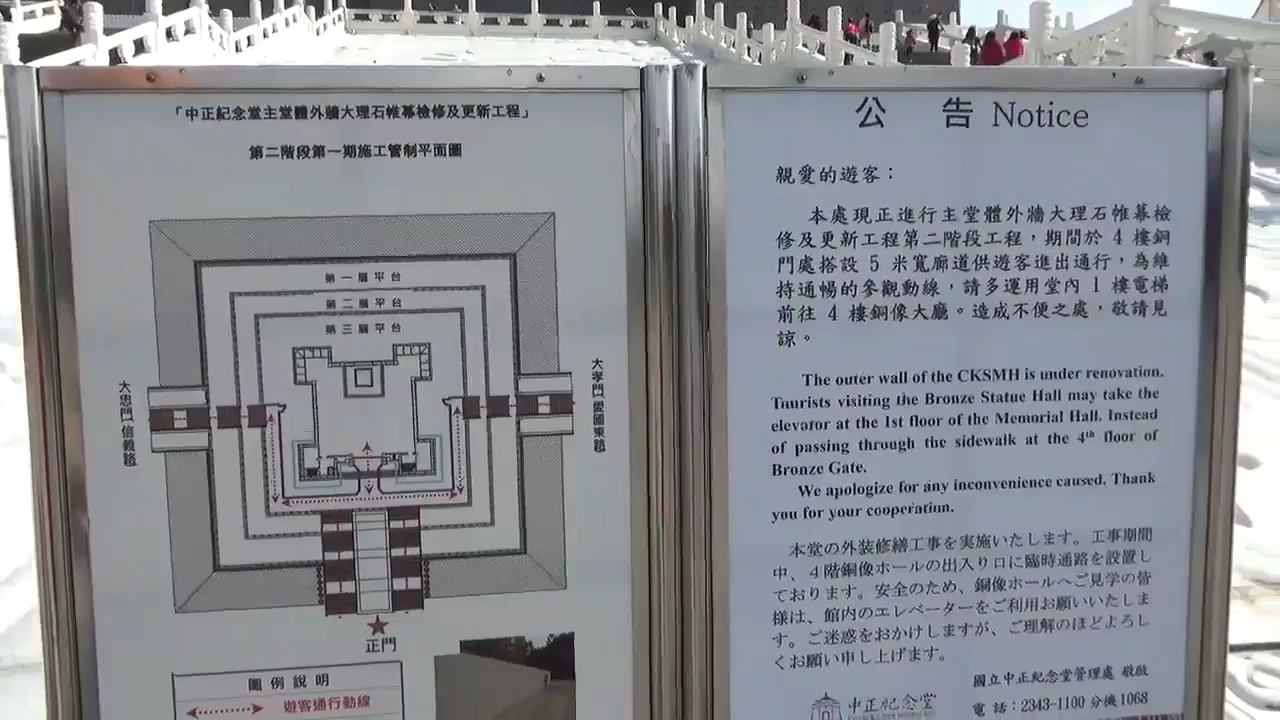 「中正紀念堂主堂體外牆大理石帷幕檢修及更新工程」
第二階段第一期施工管制平面圖
第一層平台
第二層平台
第三層平台
大忠門 信義路
大孝門 愛國東路
正門
圖例說明
遊客通行動線
公告 Notice
親愛的遊客：
本處現正進行主堂體外牆大理石帷幕檢
修及更新工程第二階段工程，期間於 4 樓銅
門處搭設 5 米寬廊道供遊客進出通行，為維
持通暢的參觀動線，請多運用堂內 1 樓電梯
前往 4 樓銅像大廳。造成不便之處，敬請見
諒。
The outer wall of the CKSMH is under renovation.
Tourists visiting the Bronze Statue Hall may take the
elevator at the 1st floor of the Memorial Hall. Instead
of passing through the sidewalk at the 4th floor of
Bronze Gate.
We apologize for any inconvenience caused. Thank
you for your cooperation.
本堂の外装修繕工事を実施いたします。工事期間
中、４階銅像ホールの出入り口に臨時通路を設置し
ております。安全のため、銅像ホールへご見学の皆
様は、館内のエレベーターをご利用お願いいたしま
す。ご迷惑をおかけしますが、ご理解のほどよろし
くお願い申し上げます。
國立中正紀念堂管理處 敬啟
電話：2343-1100 分機 1068
中正紀念堂